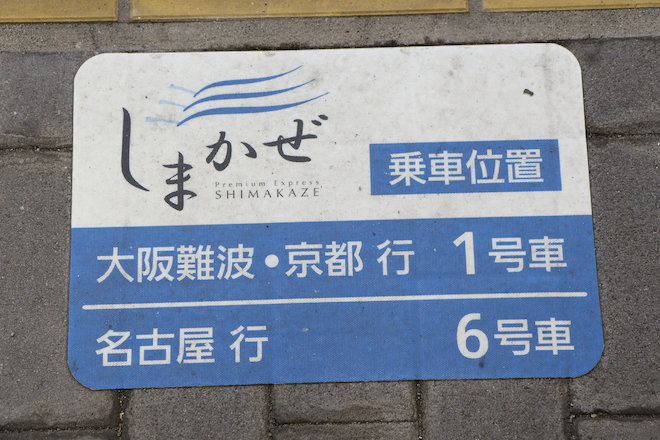 しまかぜ
Premium Express
SHIMAKAZE
乗車位置
大阪難波・京都 行 1号車
名古屋 行 6号車